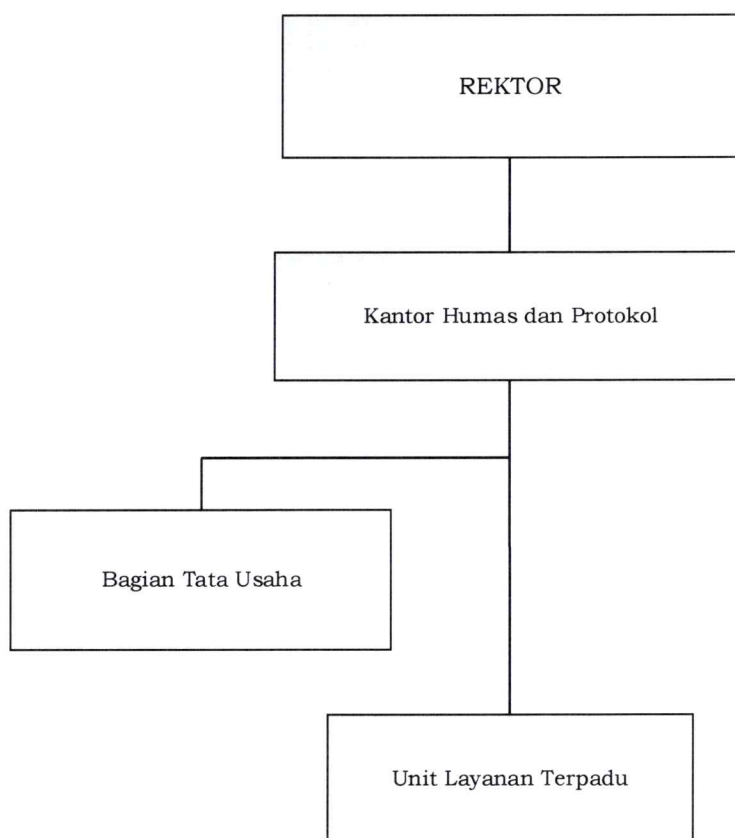 REKTOR
Kantor Humas dan Protokol
Bagian Tata Usaha
Unit Layanan Terpadu